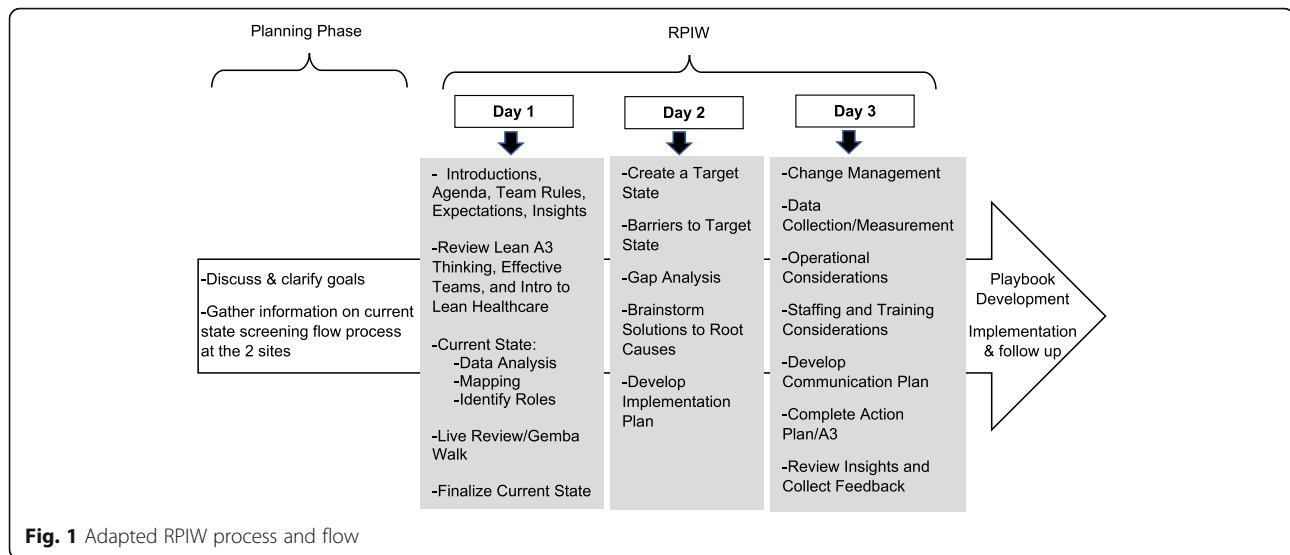 Planning Phase
RPIW
Day 1
Day 2
Day 3
-Discuss & clarify goals
-Gather information on current
state screening flow process
at the 2 sites
- Introductions,
Agenda, Team Rules,
Expectations, Insights
-Review Lean A3
Thinking, Effective
Teams, and Intro to
Lean Healthcare
-Current State:
-Data Analysis
-Mapping
-Identify Roles
-Live Review/Gemba
Walk
-Finalize Current State
-Create a Target
State
-Barriers to Target
State
-Gap Analysis
-Brainstorm
Solutions to Root
Causes
-Develop
Implementation
Plan
-Change Management
-Data
Collection/Measurement
-Operational
Considerations
-Staffing and Training
Considerations
-Develop
Communication Plan
-Complete Action
Plan/A3
-Review Insights and
Collect Feedback
Playbook
Development
Implementation
& follow up
Fig. 1 Adapted RPIW process and flow